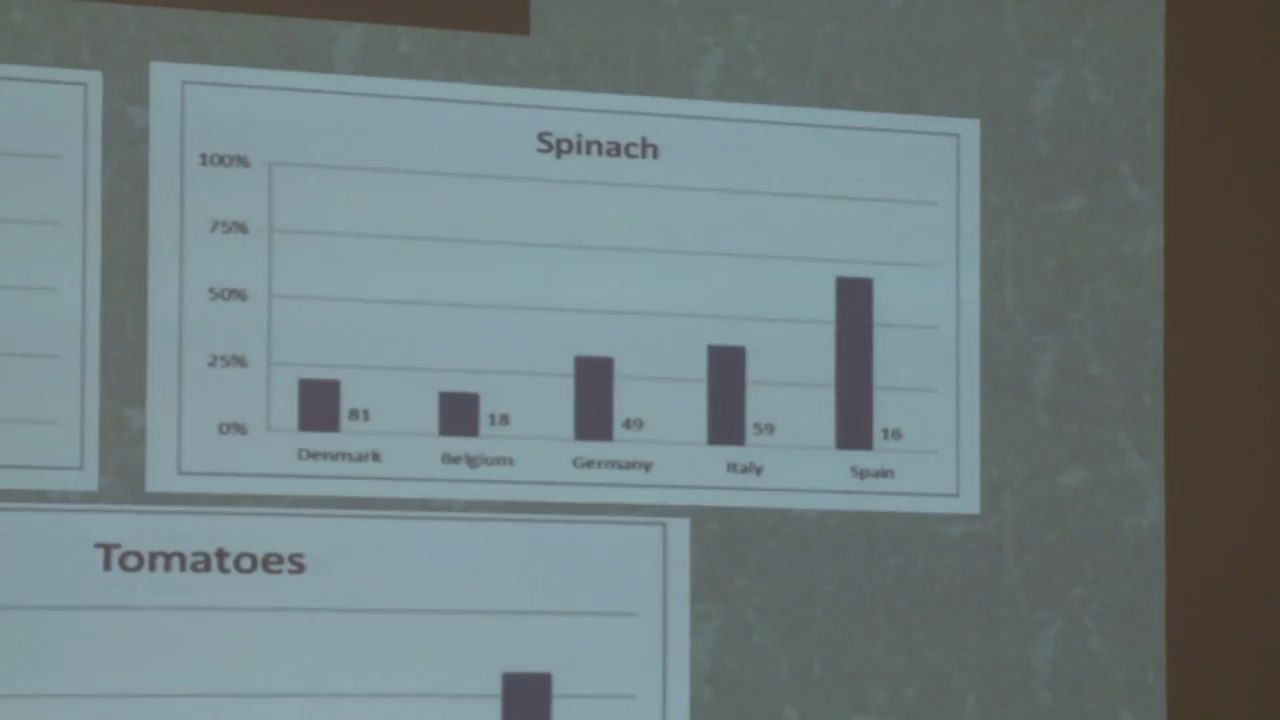 Spinach
100%
75%
50%
25%
0%
81
18
49
59
16
Denmark
Belgium
Germany
Italy
Spain
Tomatoes